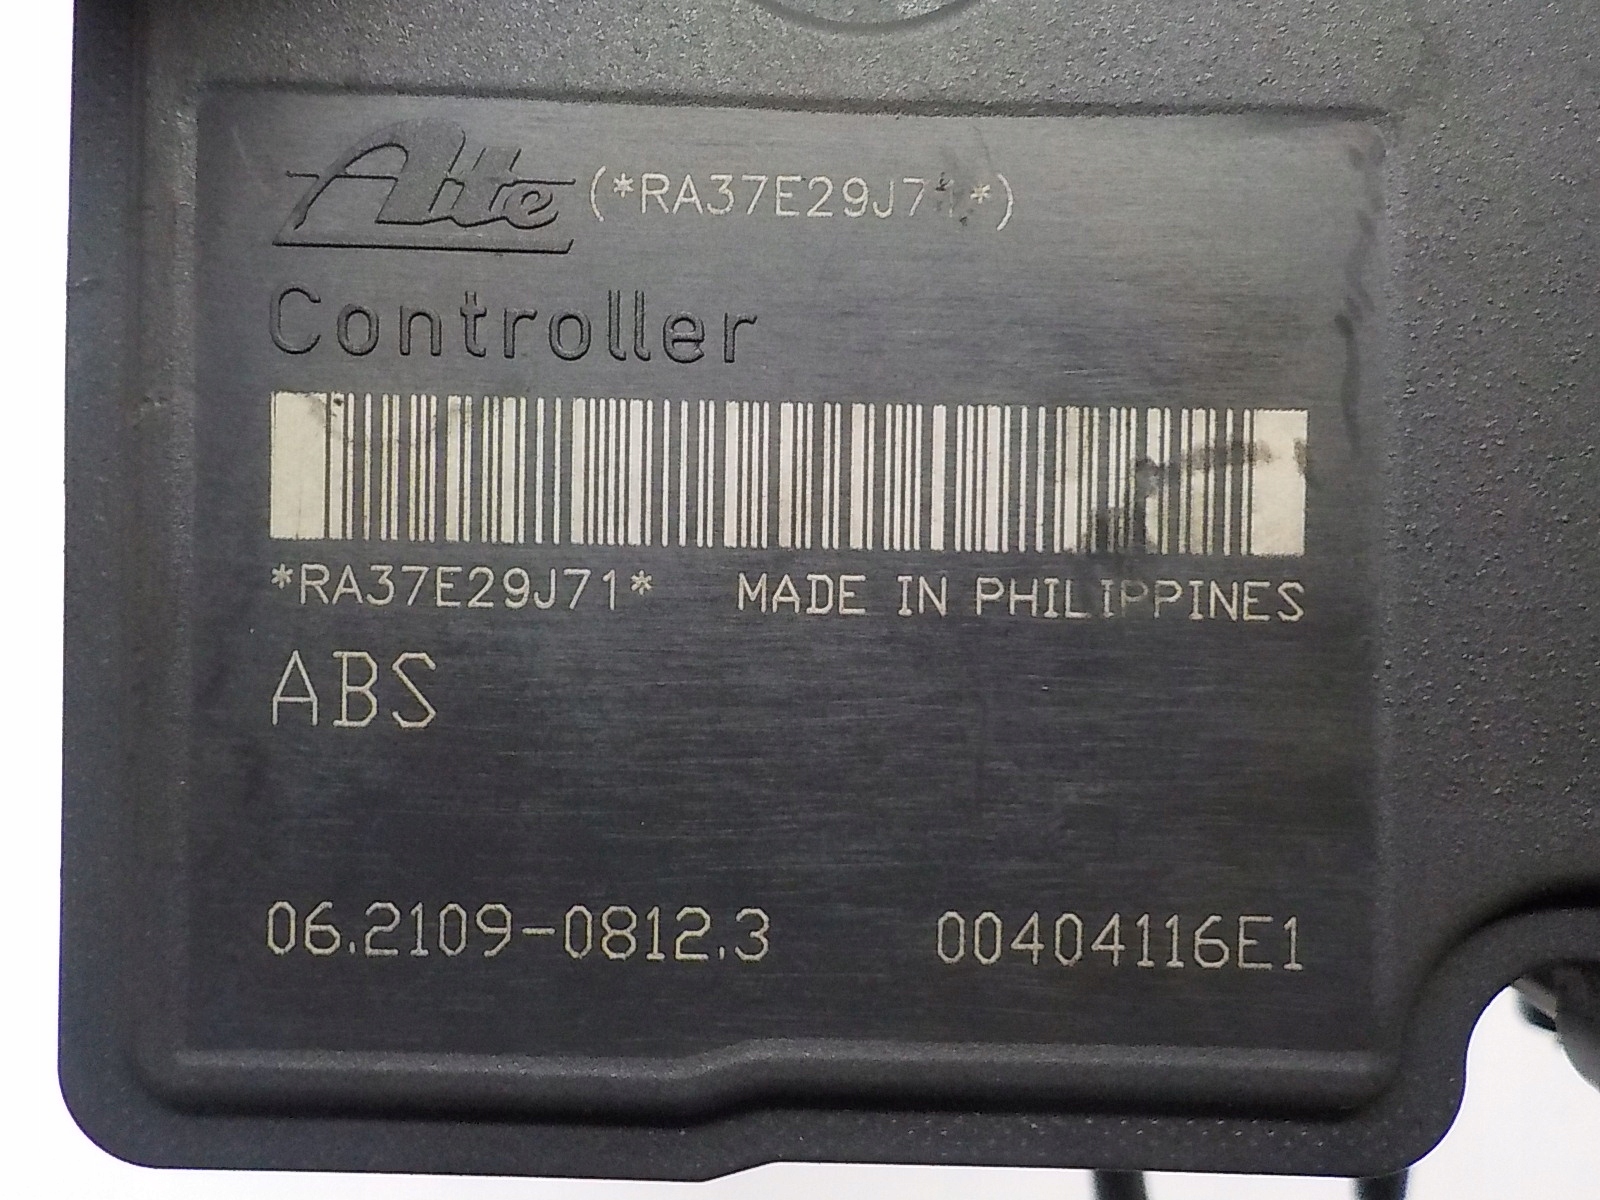 Ate (*RA37E29J71*)
Controller
*RA37E29J71* MADE IN PHILIPPINES
ABS
06.2109-0812.3 00404116E1